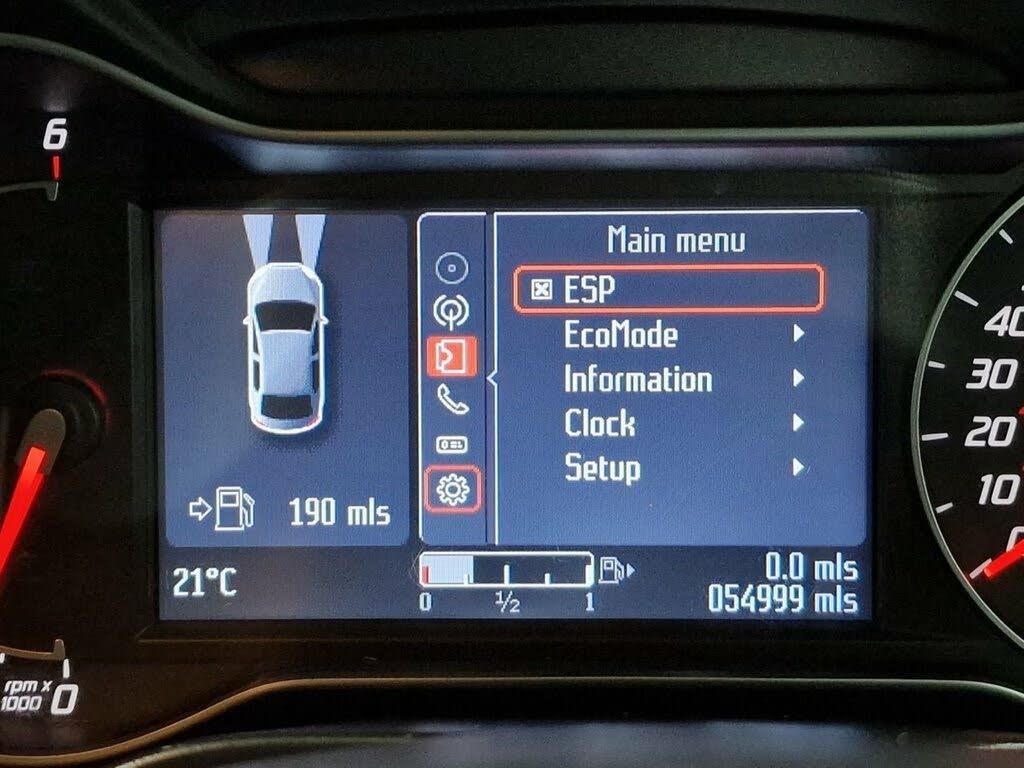 6
Main menu
ESP
EcoMode
Information
Clock
Setup
190 mls
21°C
0 1/2 1
0.0 mls
054999 mls
40
30
20
10
0
rpm x
1000 0